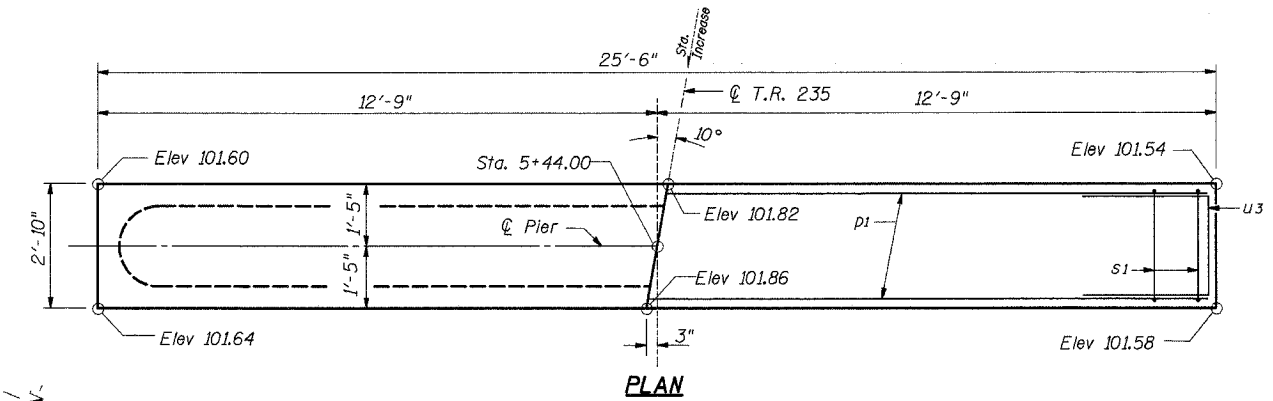 Sta.
Increase
25'-6"
12'-9"
℄ T.R. 235
12'-9"
10°
Elev 101.60
Sta. 5+44.00
Elev 101.54
2'-10"
1'-5"
℄ Pier
Elev 101.82
p1
u3
1'-5"
Elev 101.86
s1
Elev 101.64
3"
Elev 101.58
PLAN